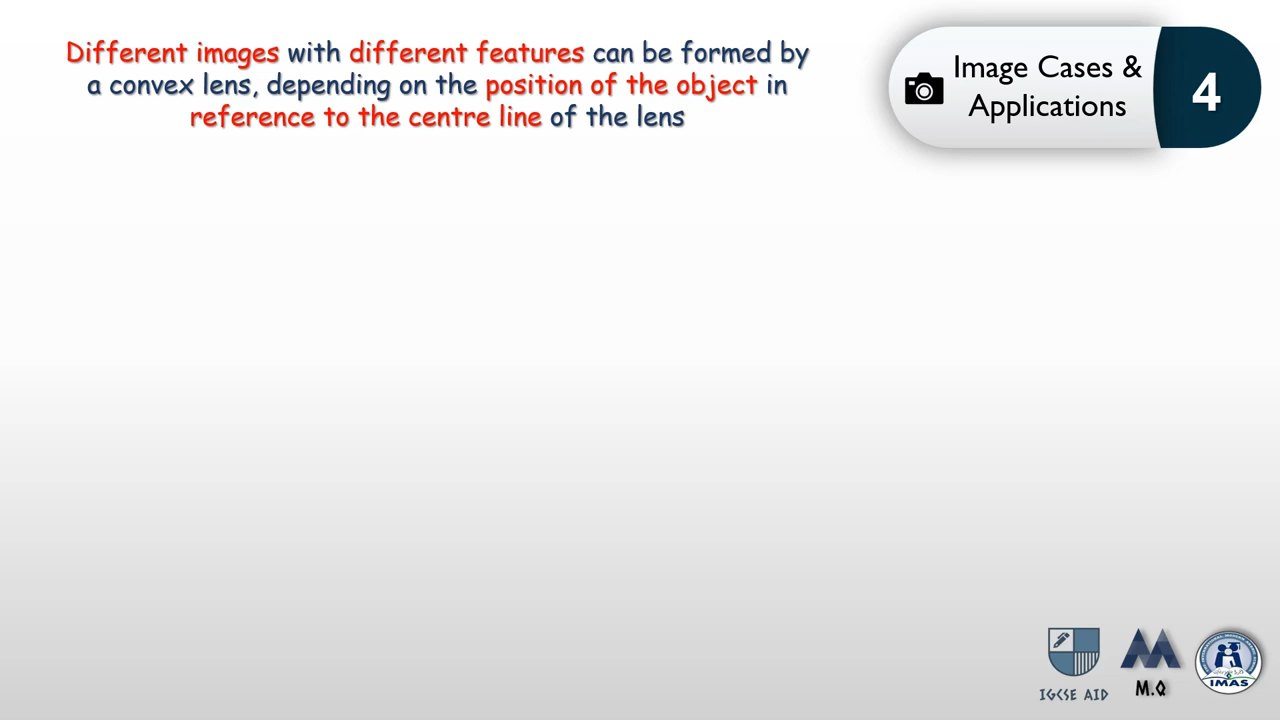 Different images with different features can be formed by
a convex lens, depending on the position of the object in
reference to the centre line of the lens
Image Cases &
Applications
4
IGCSE AID
M.Q
IMAS